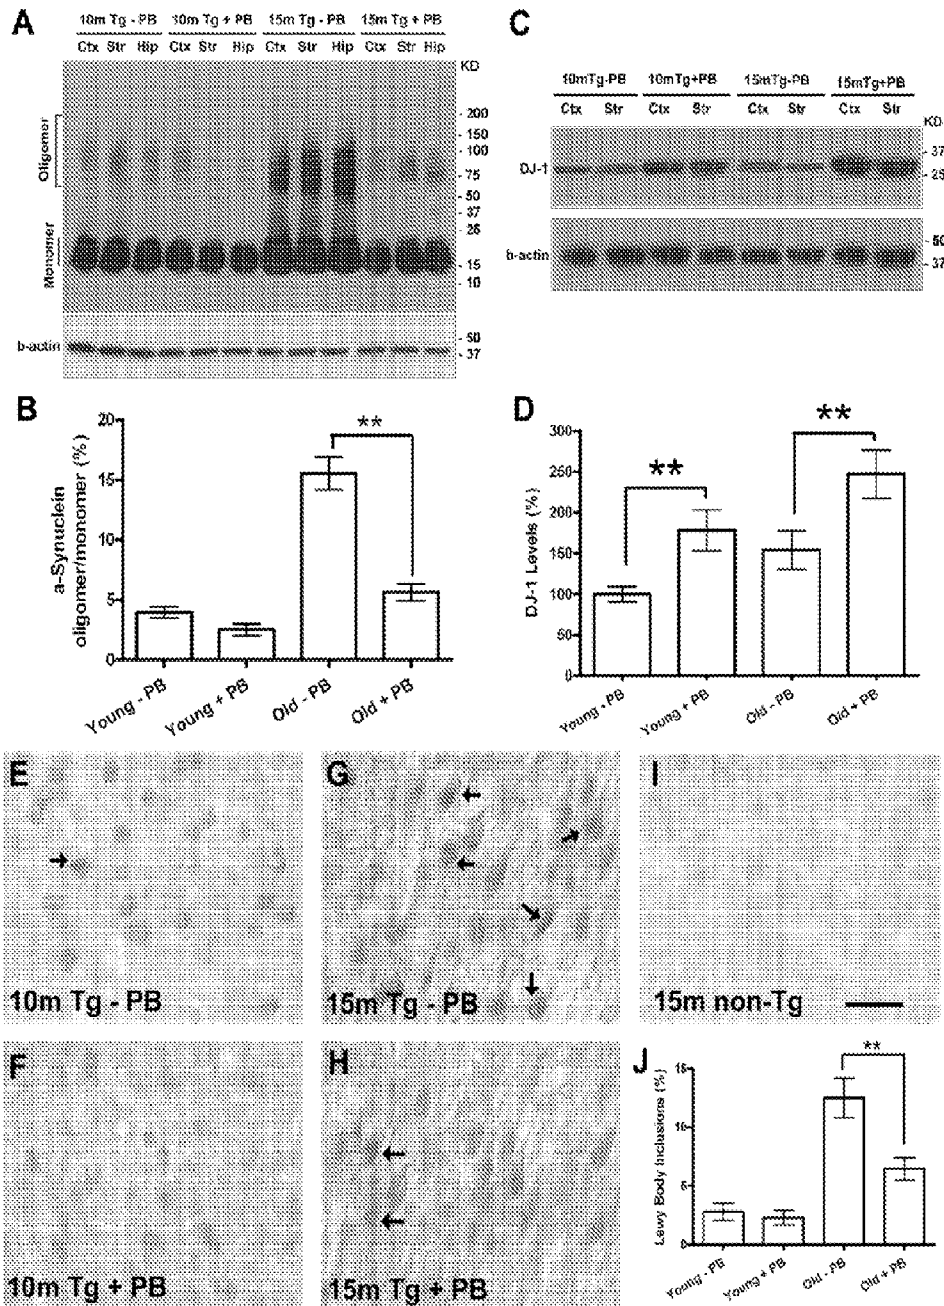 A
10m Tg - PB 10m Tg + PB 15m Tg - PB 15m Tg + PB
Ctx Str Hip Ctx Str Hip Ctx Str Hip Ctx Str Hip
KD
200
150
100
75
50
37
25
15
10
Oligomer
Monomer
b-actin
50
37
C
10mTg-PB 10mTg+PB 15mTg-PB 15mTg+PB
Ctx Str Ctx Str Ctx Str Ctx Str
KD
DJ-1
37
25
b-actin
50
37
B
a-Synuclein
oligomer/monomer (%)
20
15
10
5
0
**
Young - PB
Young + PB
Old - PB
Old + PB
D
DJ-1 Levels (%)
300
250
200
150
100
50
0
**
**
Young - PB
Young + PB
Old - PB
Old + PB
E
10m Tg - PB
G
15m Tg - PB
I
15m non-Tg
F
10m Tg + PB
H
15m Tg + PB
J
Lewy Body Inclusions (%)
15
10
5
0
**
Young - PB
Young + PB
Old - PB
Old + PB